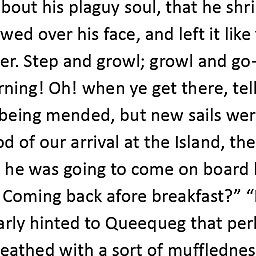 bout his plaguy soul, that he shri
wed over his face, and left it like
er. Step and growl; growl and go-
rning! Oh! when ye get there, tell
being mended, but new sails wer
od of our arrival at the Island, the
he was going to come on board
Coming back afore breakfast?” “
arly hinted to Queequeg that per
eathed with a sort of mufflednes